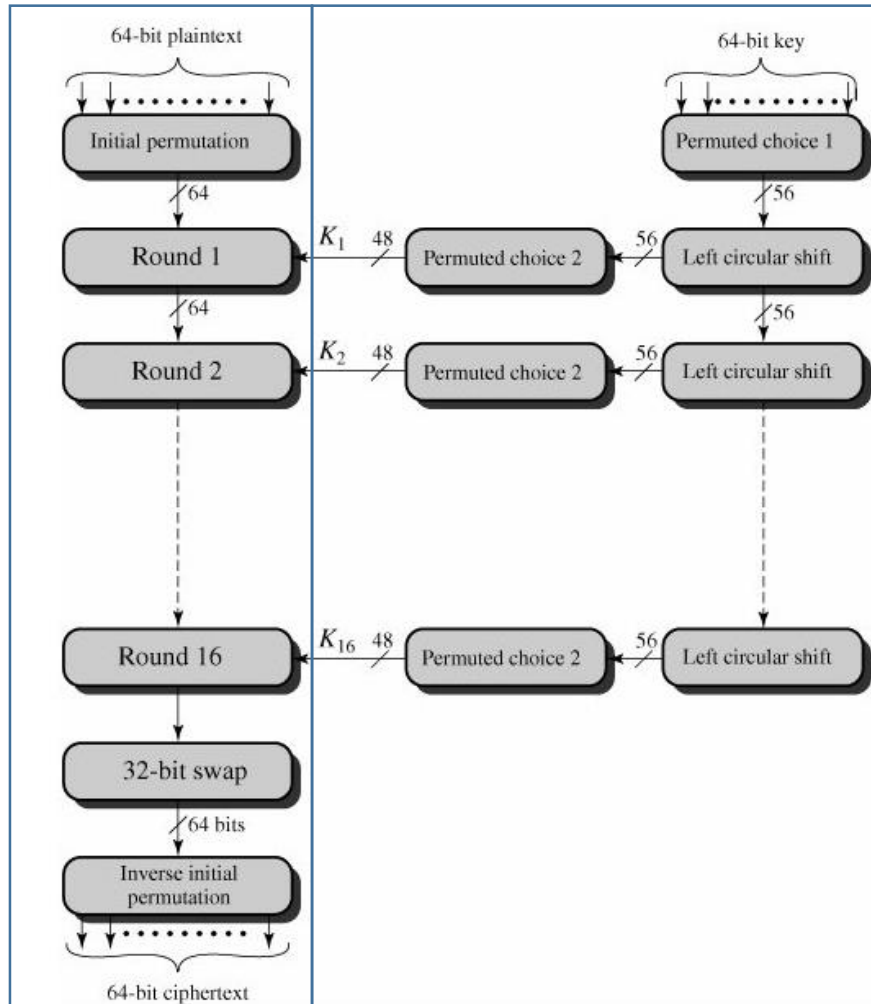 64-bit plaintext
Initial permutation
64
Round 1
64
Round 2
Round 16
32-bit swap
64 bits
Inverse initial
permutation
64-bit ciphertext
64-bit key
Permuted choice 1
56
K1 48 Permuted choice 2 56 Left circular shift
56
K2 48 Permuted choice 2 56 Left circular shift
K16 48 Permuted choice 2 56 Left circular shift